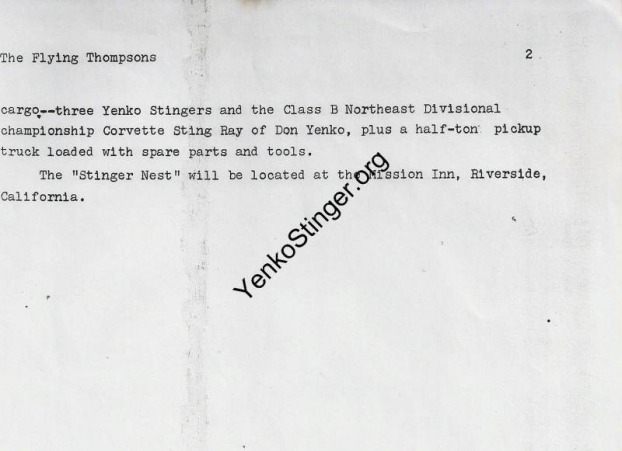 The Flying Thompsons 2
cargo--three Yenko Stingers and the Class B Northeast Divisional
championship Corvette Sting Ray of Don Yenko, plus a half-ton pickup
truck loaded with spare parts and tools.
The "Stinger Nest" will be located at the Mission Inn, Riverside,
California.
YenkoStinger.org